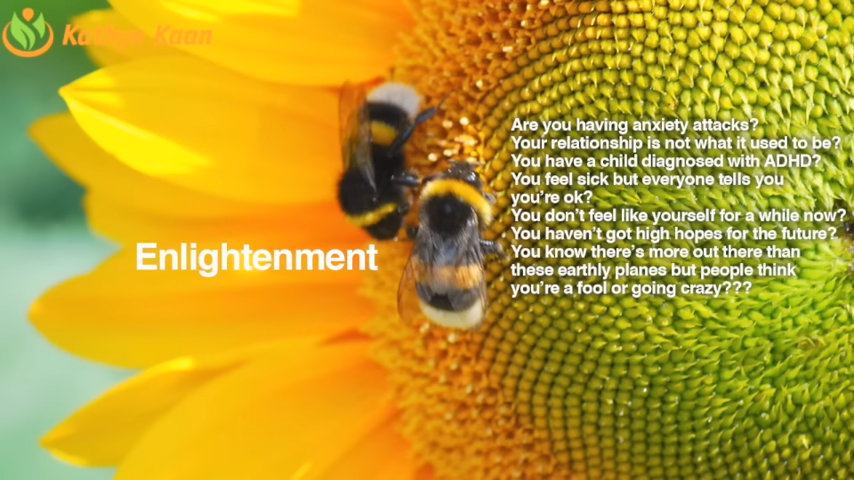 Kathye Kaan
Enlightenment
Are you having anxiety attacks?
Your relationship is not what it used to be?
You have a child diagnosed with ADHD?
You feel sick but everyone tells you
you're ok?
You don't feel like yourself for a while now?
You haven't got high hopes for the future?
You know there's more out there than
these earthly planes but people think
you're a fool or going crazy???